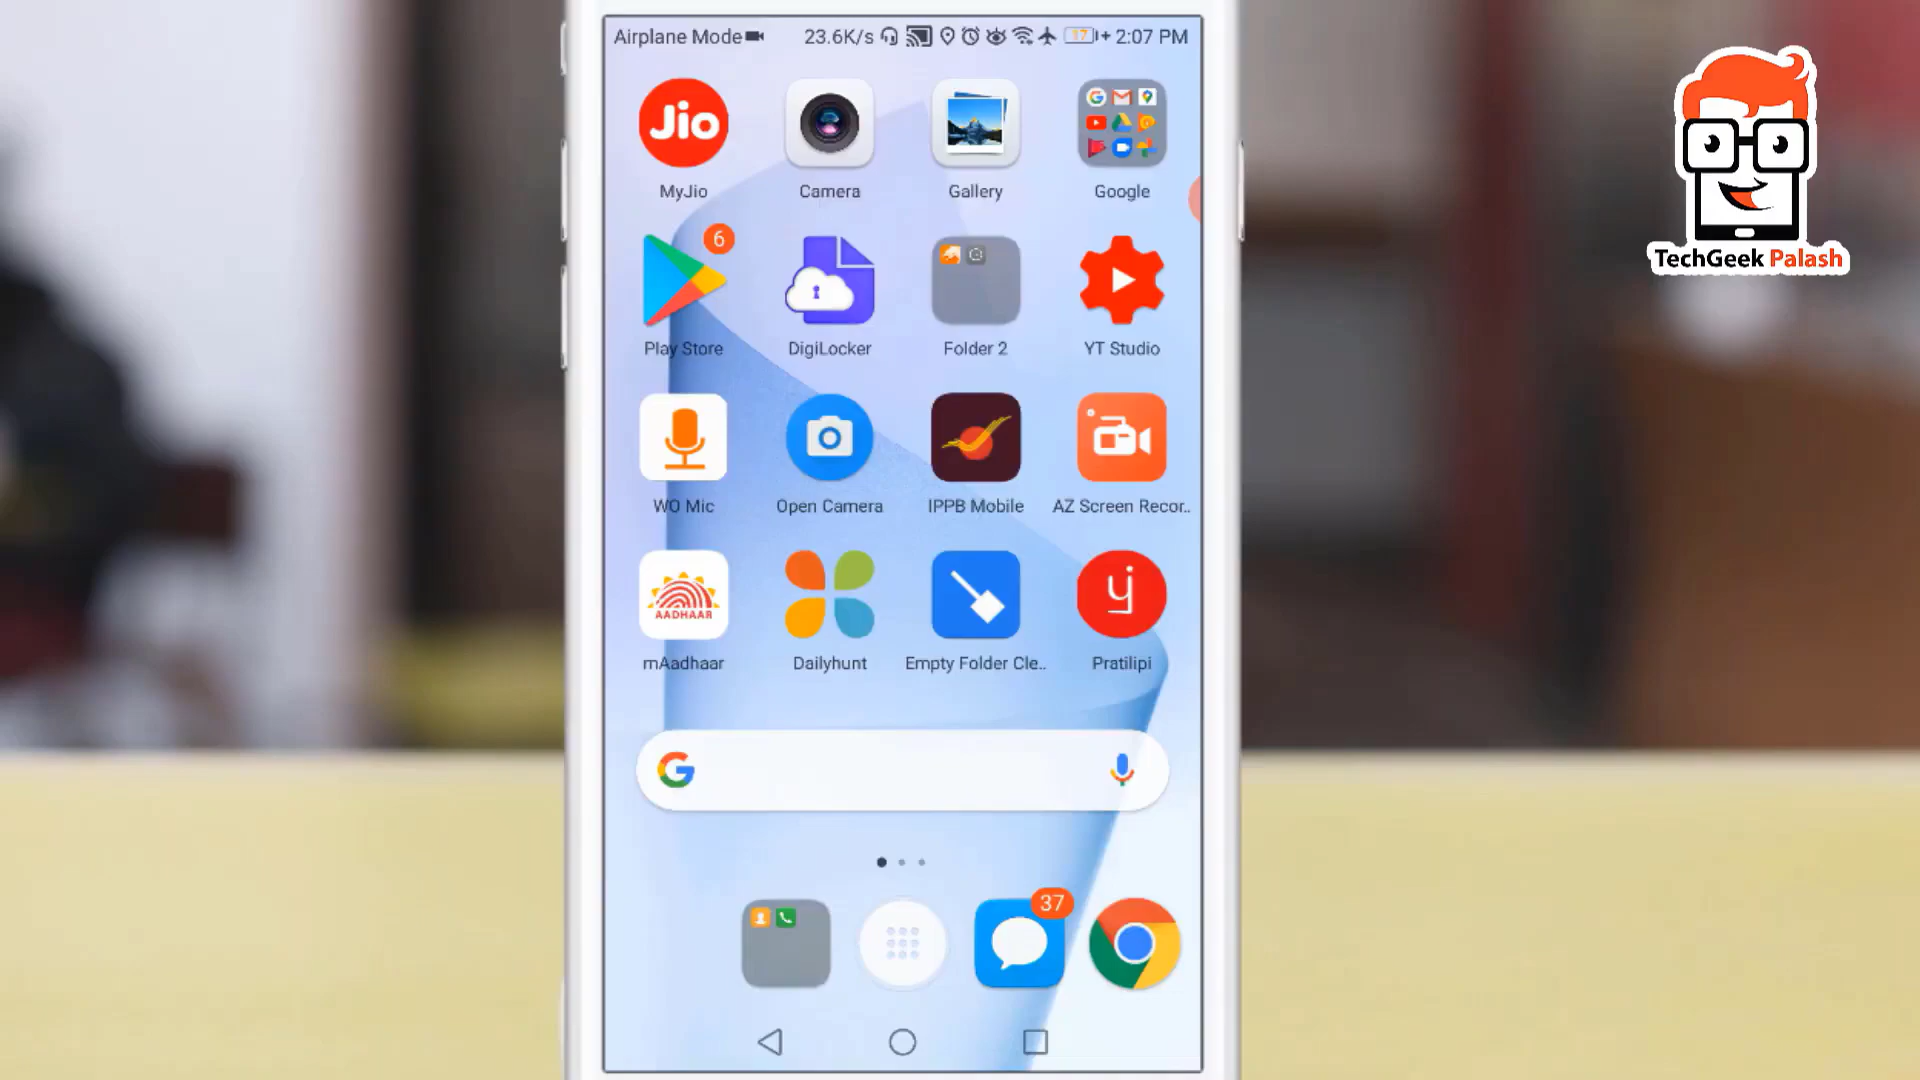 Airplane Mode 23.6K/s 17 + 2:07 PM
Jio
MyJio Camera Gallery Google
6
Play Store DigiLocker Folder 2 YT Studio
WO Mic Open Camera IPPB Mobile AZ Screen Recor..
AADHAAR
mAadhaar Dailyhunt Empty Folder Cle.. Pratilipi
G
37
TechGeek Palash